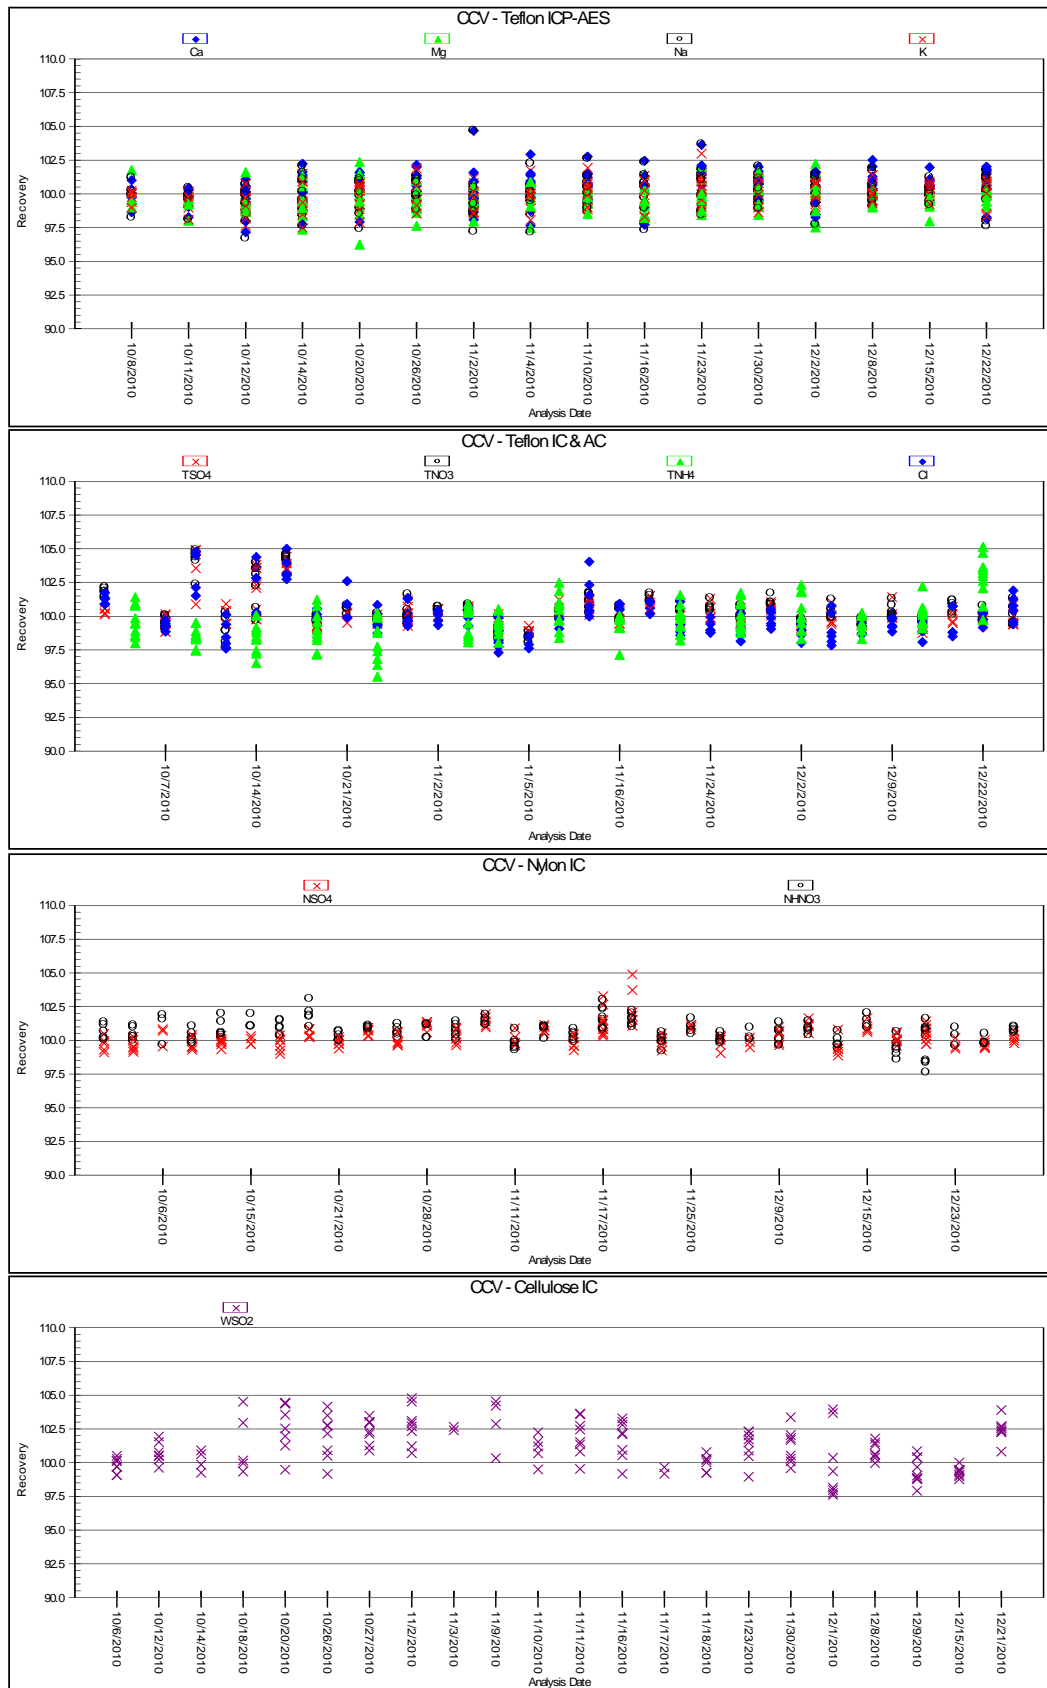 CCV - Teflon ICP-AES
Ca Mg Na K
110.0
107.5
105.0
102.5
100.0
97.5
95.0
92.5
90.0
Recovery
10/8/2010 10/11/2010 10/12/2010 10/14/2010 10/20/2010 10/26/2010 11/2/2010 11/4/2010 11/10/2010 11/16/2010 11/23/2010 11/30/2010 12/2/2010 12/8/2010 12/15/2010 12/22/2010
Analysis Date
CCV - Teflon IC & AC
TSO4 TNO3 TNH4 Cl
110.0
107.5
105.0
102.5
100.0
97.5
95.0
92.5
90.0
Recovery
10/7/2010 10/14/2010 10/21/2010 11/2/2010 11/5/2010 11/16/2010 11/24/2010 12/2/2010 12/9/2010 12/22/2010
Analysis Date
CCV - Nylon IC
NSO4 NHNO3
110.0
107.5
105.0
102.5
100.0
97.5
95.0
92.5
90.0
Recovery
10/6/2010 10/15/2010 10/21/2010 10/28/2010 11/11/2010 11/17/2010 11/25/2010 12/9/2010 12/15/2010 12/23/2010
Analysis Date
CCV - Cellulose IC
WSO2
110.0
107.5
105.0
102.5
100.0
97.5
95.0
92.5
90.0
Recovery
10/6/2010 10/12/2010 10/14/2010 10/18/2010 10/20/2010 10/26/2010 10/27/2010 11/2/2010 11/3/2010 11/9/2010 11/10/2010 11/11/2010 11/16/2010 11/17/2010 11/18/2010 11/23/2010 11/30/2010 12/1/2010 12/8/2010 12/9/2010 12/15/2010 12/21/2010
Analysis Date